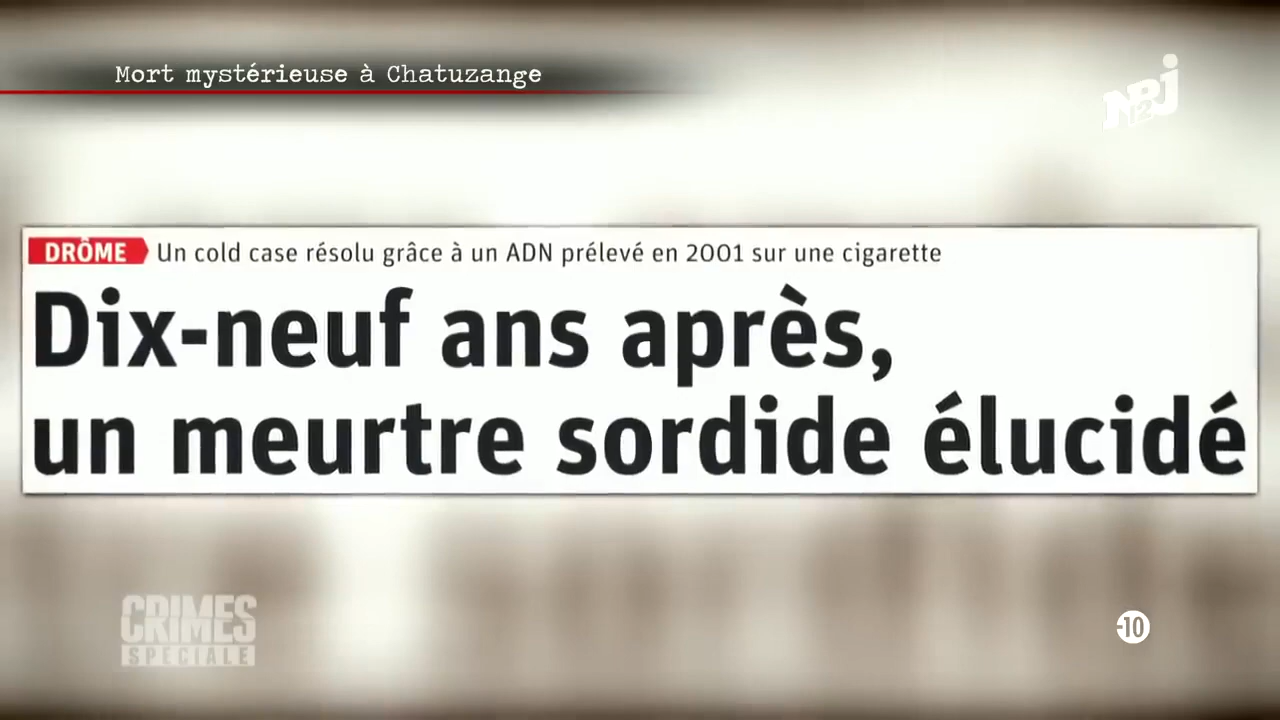 Mort mystérieuse à Chatuzange
NRJ12
DRÔME Un cold case résolu grâce à un ADN prélevé en 2001 sur une cigarette
Dix-neuf ans après,
un meurtre sordide élucidé
CRIMES
SPÉCIALE
-10